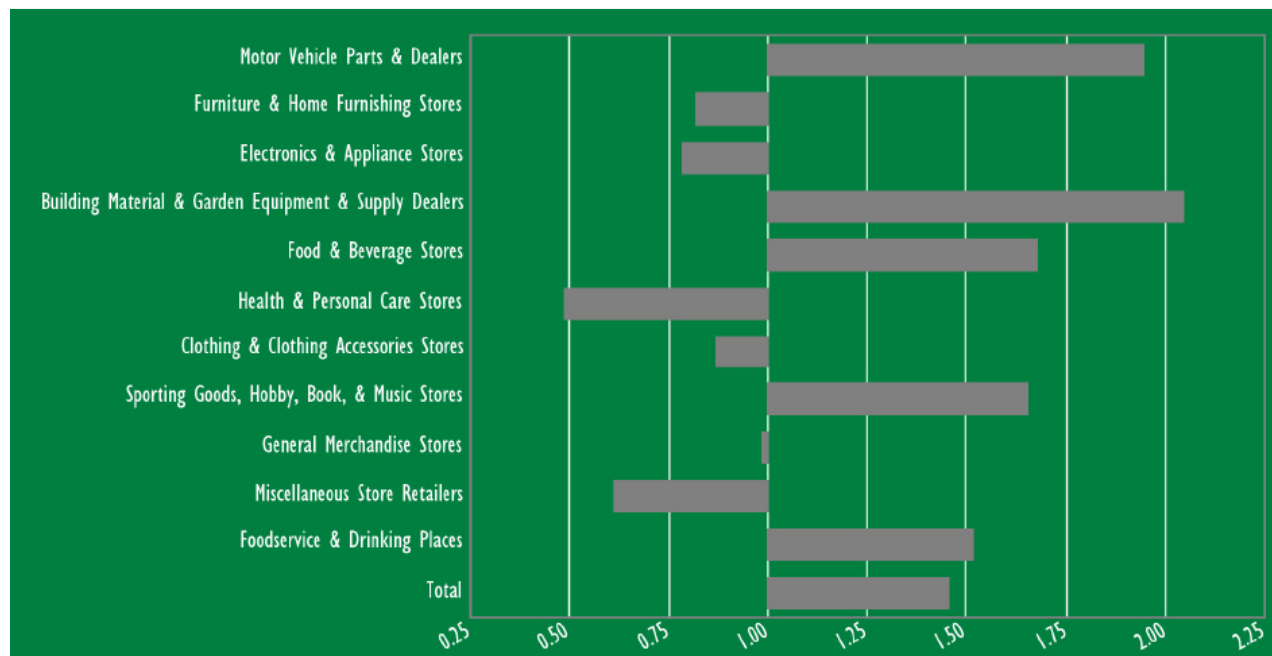 Motor Vehicle Parts & Dealers
Furniture & Home Furnishing Stores
Electronics & Appliance Stores
Building Material & Garden Equipment & Supply Dealers
Food & Beverage Stores
Health & Personal Care Stores
Clothing & Clothing Accessories Stores
Sporting Goods, Hobby, Book, & Music Stores
General Merchandise Stores
Miscellaneous Store Retailers
Foodservice & Drinking Places
Total
0.25 0.50 0.75 1.00 1.25 1.50 1.75 2.00 2.25